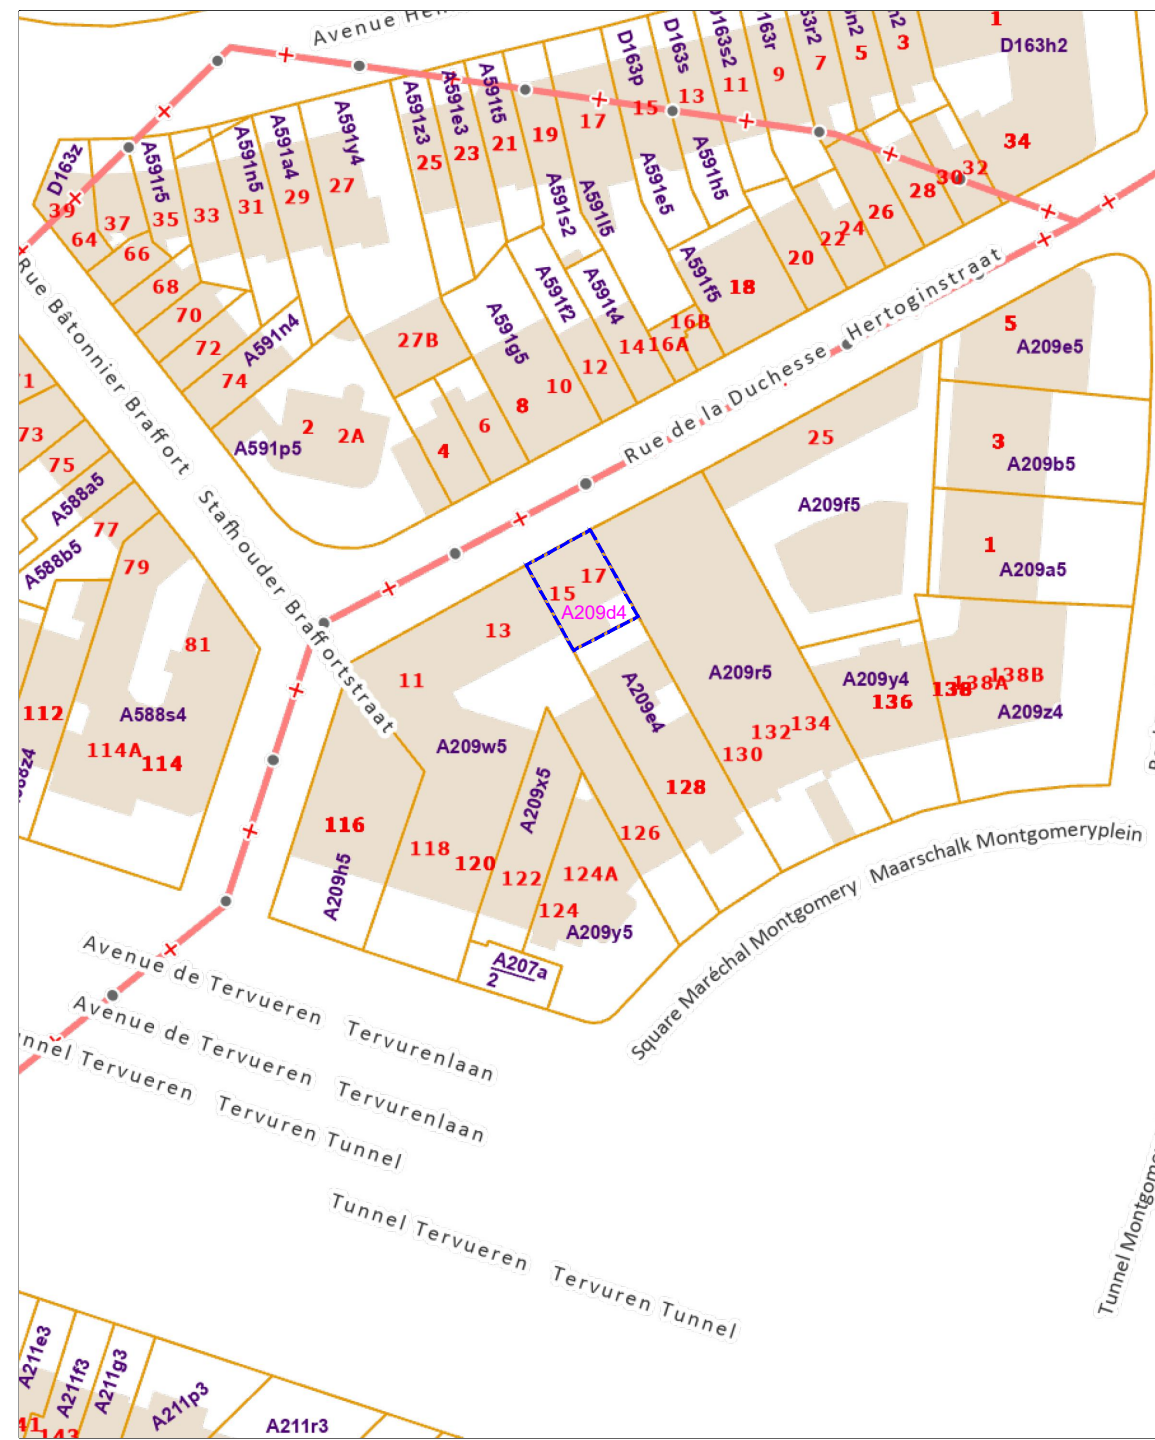 D163h2
1
3
5
7
9
11
13
15
17
19
21
23
25
D163p
D163s
D163s2
A591t5
A591e3
A591z3
A591y4
27
A591a4
29
A591n5
31
33
A591r5
35
37
D163z
39
64
66
68
70
72
74
A591n4
A591s2
A591l5
A591e5
A591h5
34
32
30
28
26
24
22
20
18
A591f5
16B
16A
14
A591t4
12
A591f2
10
A591g5
8
6
4
27B
2
2A
A591p5
Rue Bâtonnier Braffort Stafhouder Braffortstraat
Rue de la Duchesse Hertoginstraat
73
75
A588a5
77
A588b5
79
81
A588s4
112
114A
114
5
A209e5
3
A209b5
1
A209a5
25
A209f5
17
15
A209d4
13
11
A209w5
A209e4
A209r5
A209y4
136
138
138A
138B
A209z4
134
132
130
128
126
A209x5
116
A209h5
118
120
122
124A
124
A209y5
A207a
2
Square Maréchal Montgomery Maarschalk Montgomeryplein
Avenue de Tervueren Tervurenlaan
Avenue de Tervueren Tervurenlaan
Tervueren Tervuren Tunnel
Tunnel Tervueren Tervuren Tunnel
A211e3
A211f3
A211g3
A211p3
A211r3